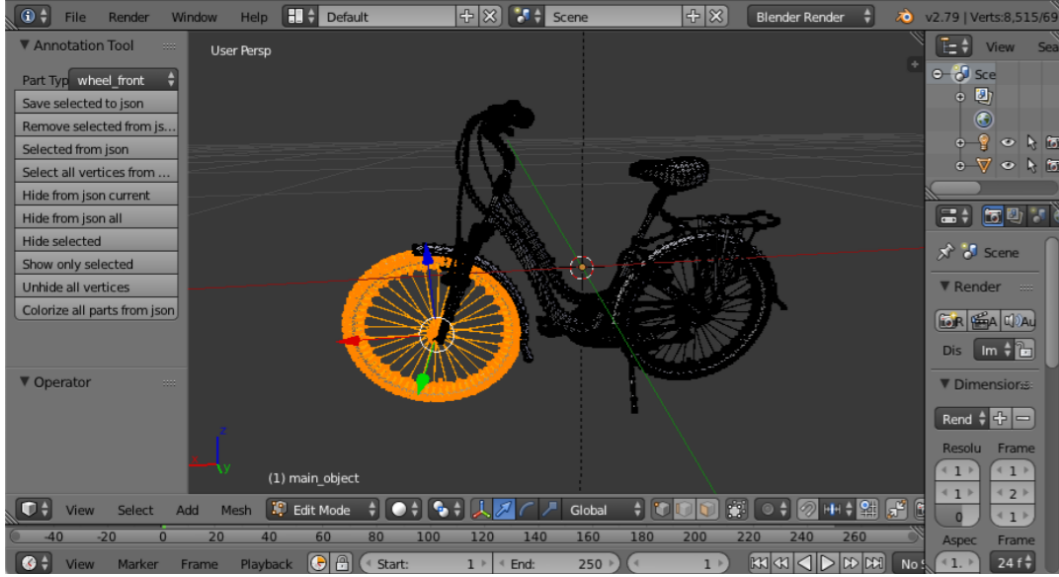 File Render Window Help Default Scene Blender Render v2.79 | Verts:8,515/69
Annotation Tool
Part Typ wheel_front
Save selected to json
Remove selected from js...
Selected from json
Select all vertices from ...
Hide from json current
Hide from json all
Hide selected
Show only selected
Unhide all vertices
Colorize all parts from json
Operator
User Persp
z
x
y
(1) main_object
View Sea
Sce
Scene
Render
R A Au
Dis Im
Dimensions
Rend
Resolu Frame
1 1
1 2
0 1
Aspec Frame
1. 24 f
View Select Add Mesh Edit Mode Global
-40 -20 0 20 40 60 80 100 120 140 160 180 200 220 240 260
View Marker Frame Playback Start: 1 End: 250 1 No S